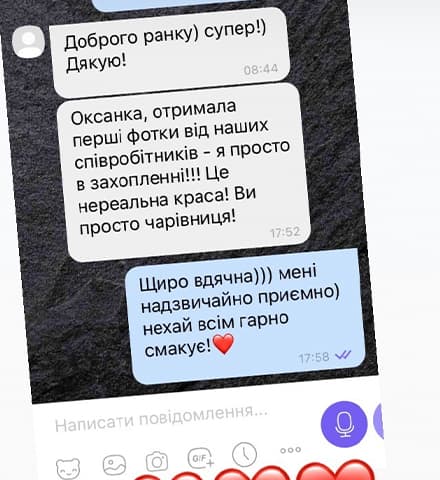 Доброго ранку) супер!)
Дякую!
08:44
Оксанка, отримала
перші фотки від наших
співробітників - я просто
в захопленні!!! Це
нереальна краса! Ви
просто чарівниця!
17:52
Щиро вдячна))) мені
надзвичайно приємно)
нехай всім гарно
смакує!❤️
17:58
Написати повідомлення...
GIF